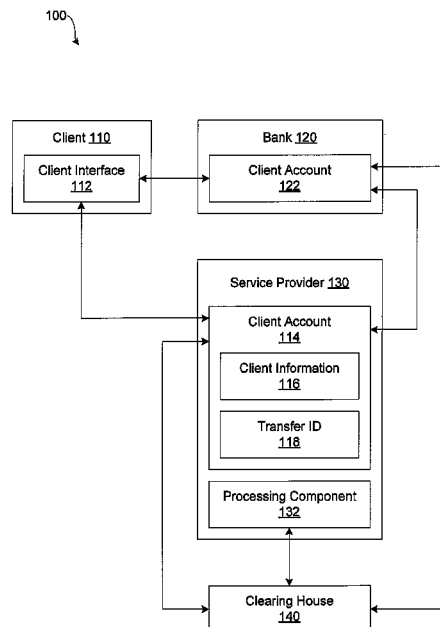 100
Client 110
Bank 120
Client Interface
112
Client Account
122
Service Provider 130
Client Account
114
Client Information
116
Transfer ID
118
Processing Component
132
Clearing House
140